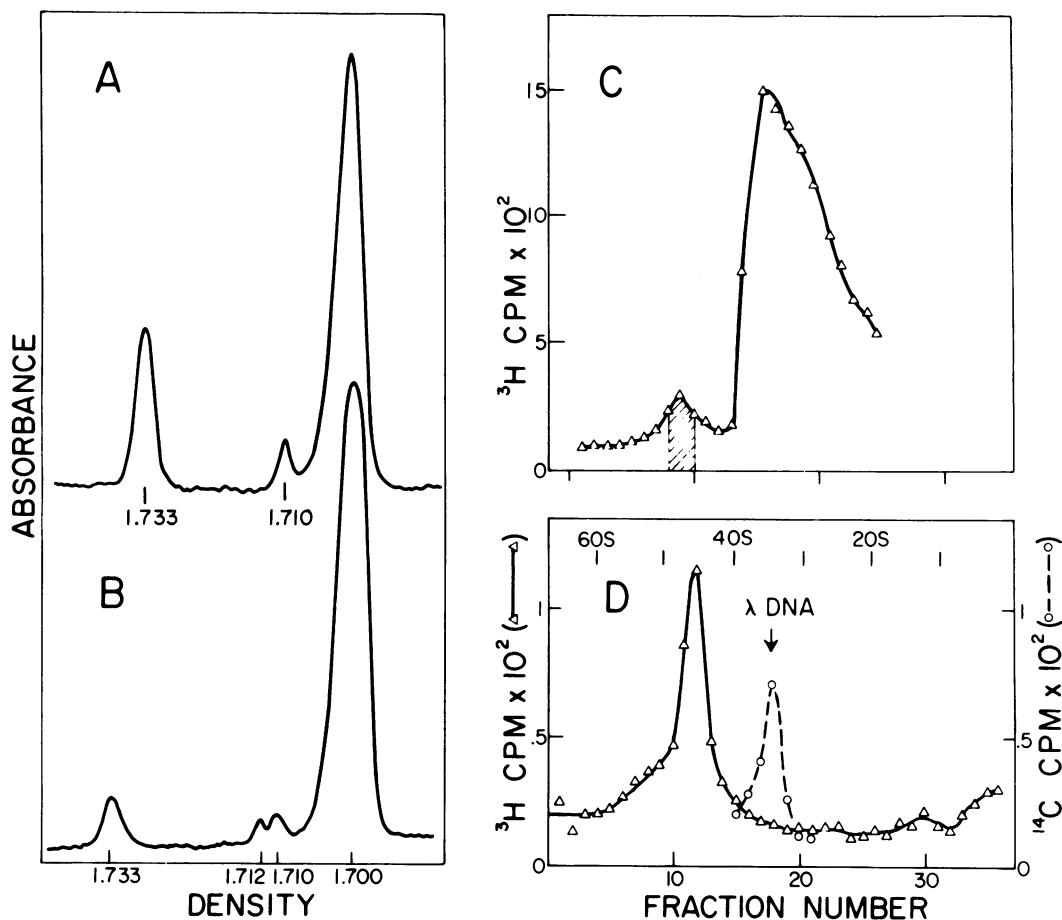 A
1.733
1.710
B
1.733
1.712
1.710
1.700
ABSORBANCE
DENSITY
C
15
10
5
0
³H CPM x 10²
D
60S
40S
20S
λ DNA
1
.5
0
³H CPM x 10² (△——△)
1
.5
0
¹⁴C CPM x 10² (o----o)
10
20
30
FRACTION NUMBER